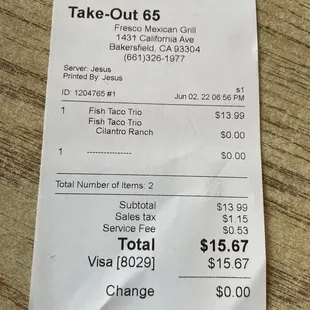 Take-Out 65
Fresco Mexican Grill
1431 California Ave
Bakersfield, CA 93304
(661)326-1977
Server: Jesus
Printed By: Jesus
s1
ID: 1204765 #1 Jun 02, 22 06:56 PM
1 Fish Taco Trio $13.99
Fish Taco Trio
Cilantro Ranch $0.00
1 ---------------- $0.00
Total Number of Items: 2
Subtotal $13.99
Sales tax $1.15
Service Fee $0.53
Total $15.67
Visa [8029] $15.67
Change $0.00